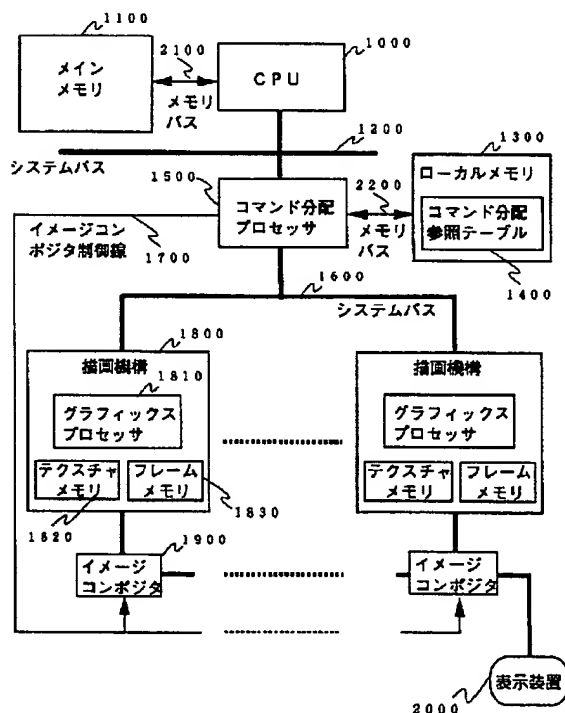 1100
メイン
メモリ
2100
メモリ
バス
1000
CPU
1200
システムバス
1500
コマンド分配
プロセッサ
2200
メモリ
バス
1300
ローカルメモリ
コマンド分配
参照テーブル
1400
イメージコン
ポジタ制御線
1700
1600
システムバス
1800
描画機構
1810
グラフィックス
プロセッサ
テクスチャ
メモリ
フレーム
メモリ
1820
1830
描画機構
グラフィックス
プロセッサ
テクスチャ
メモリ
フレーム
メモリ
1900
イメージ
コンポジタ
イメージ
コンポジタ
表示装置
2000